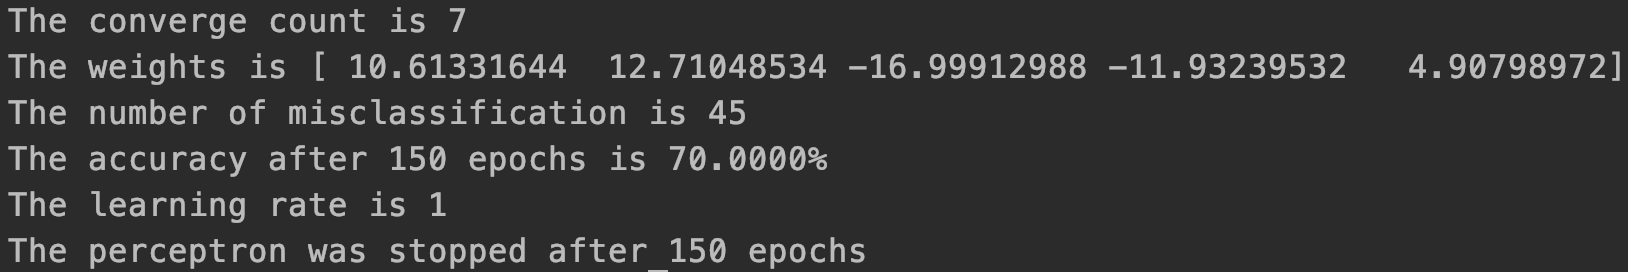 The converge count is 7
The weights is [ 10.61331644  12.71048534 -16.99912988 -11.93239532   4.90798972]
The number of misclassification is 45
The accuracy after 150 epochs is 70.0000%
The learning rate is 1
The perceptron was stopped after 150 epochs